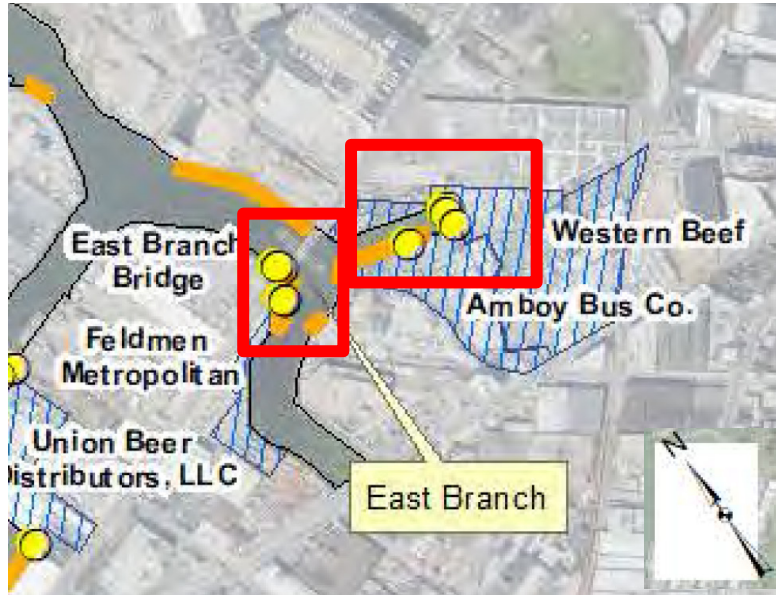 East Branch
Bridge
Western Beef
Amboy Bus Co.
Feldmen
Metropolitan
Union Beer
Distributors, LLC
East Branch
N